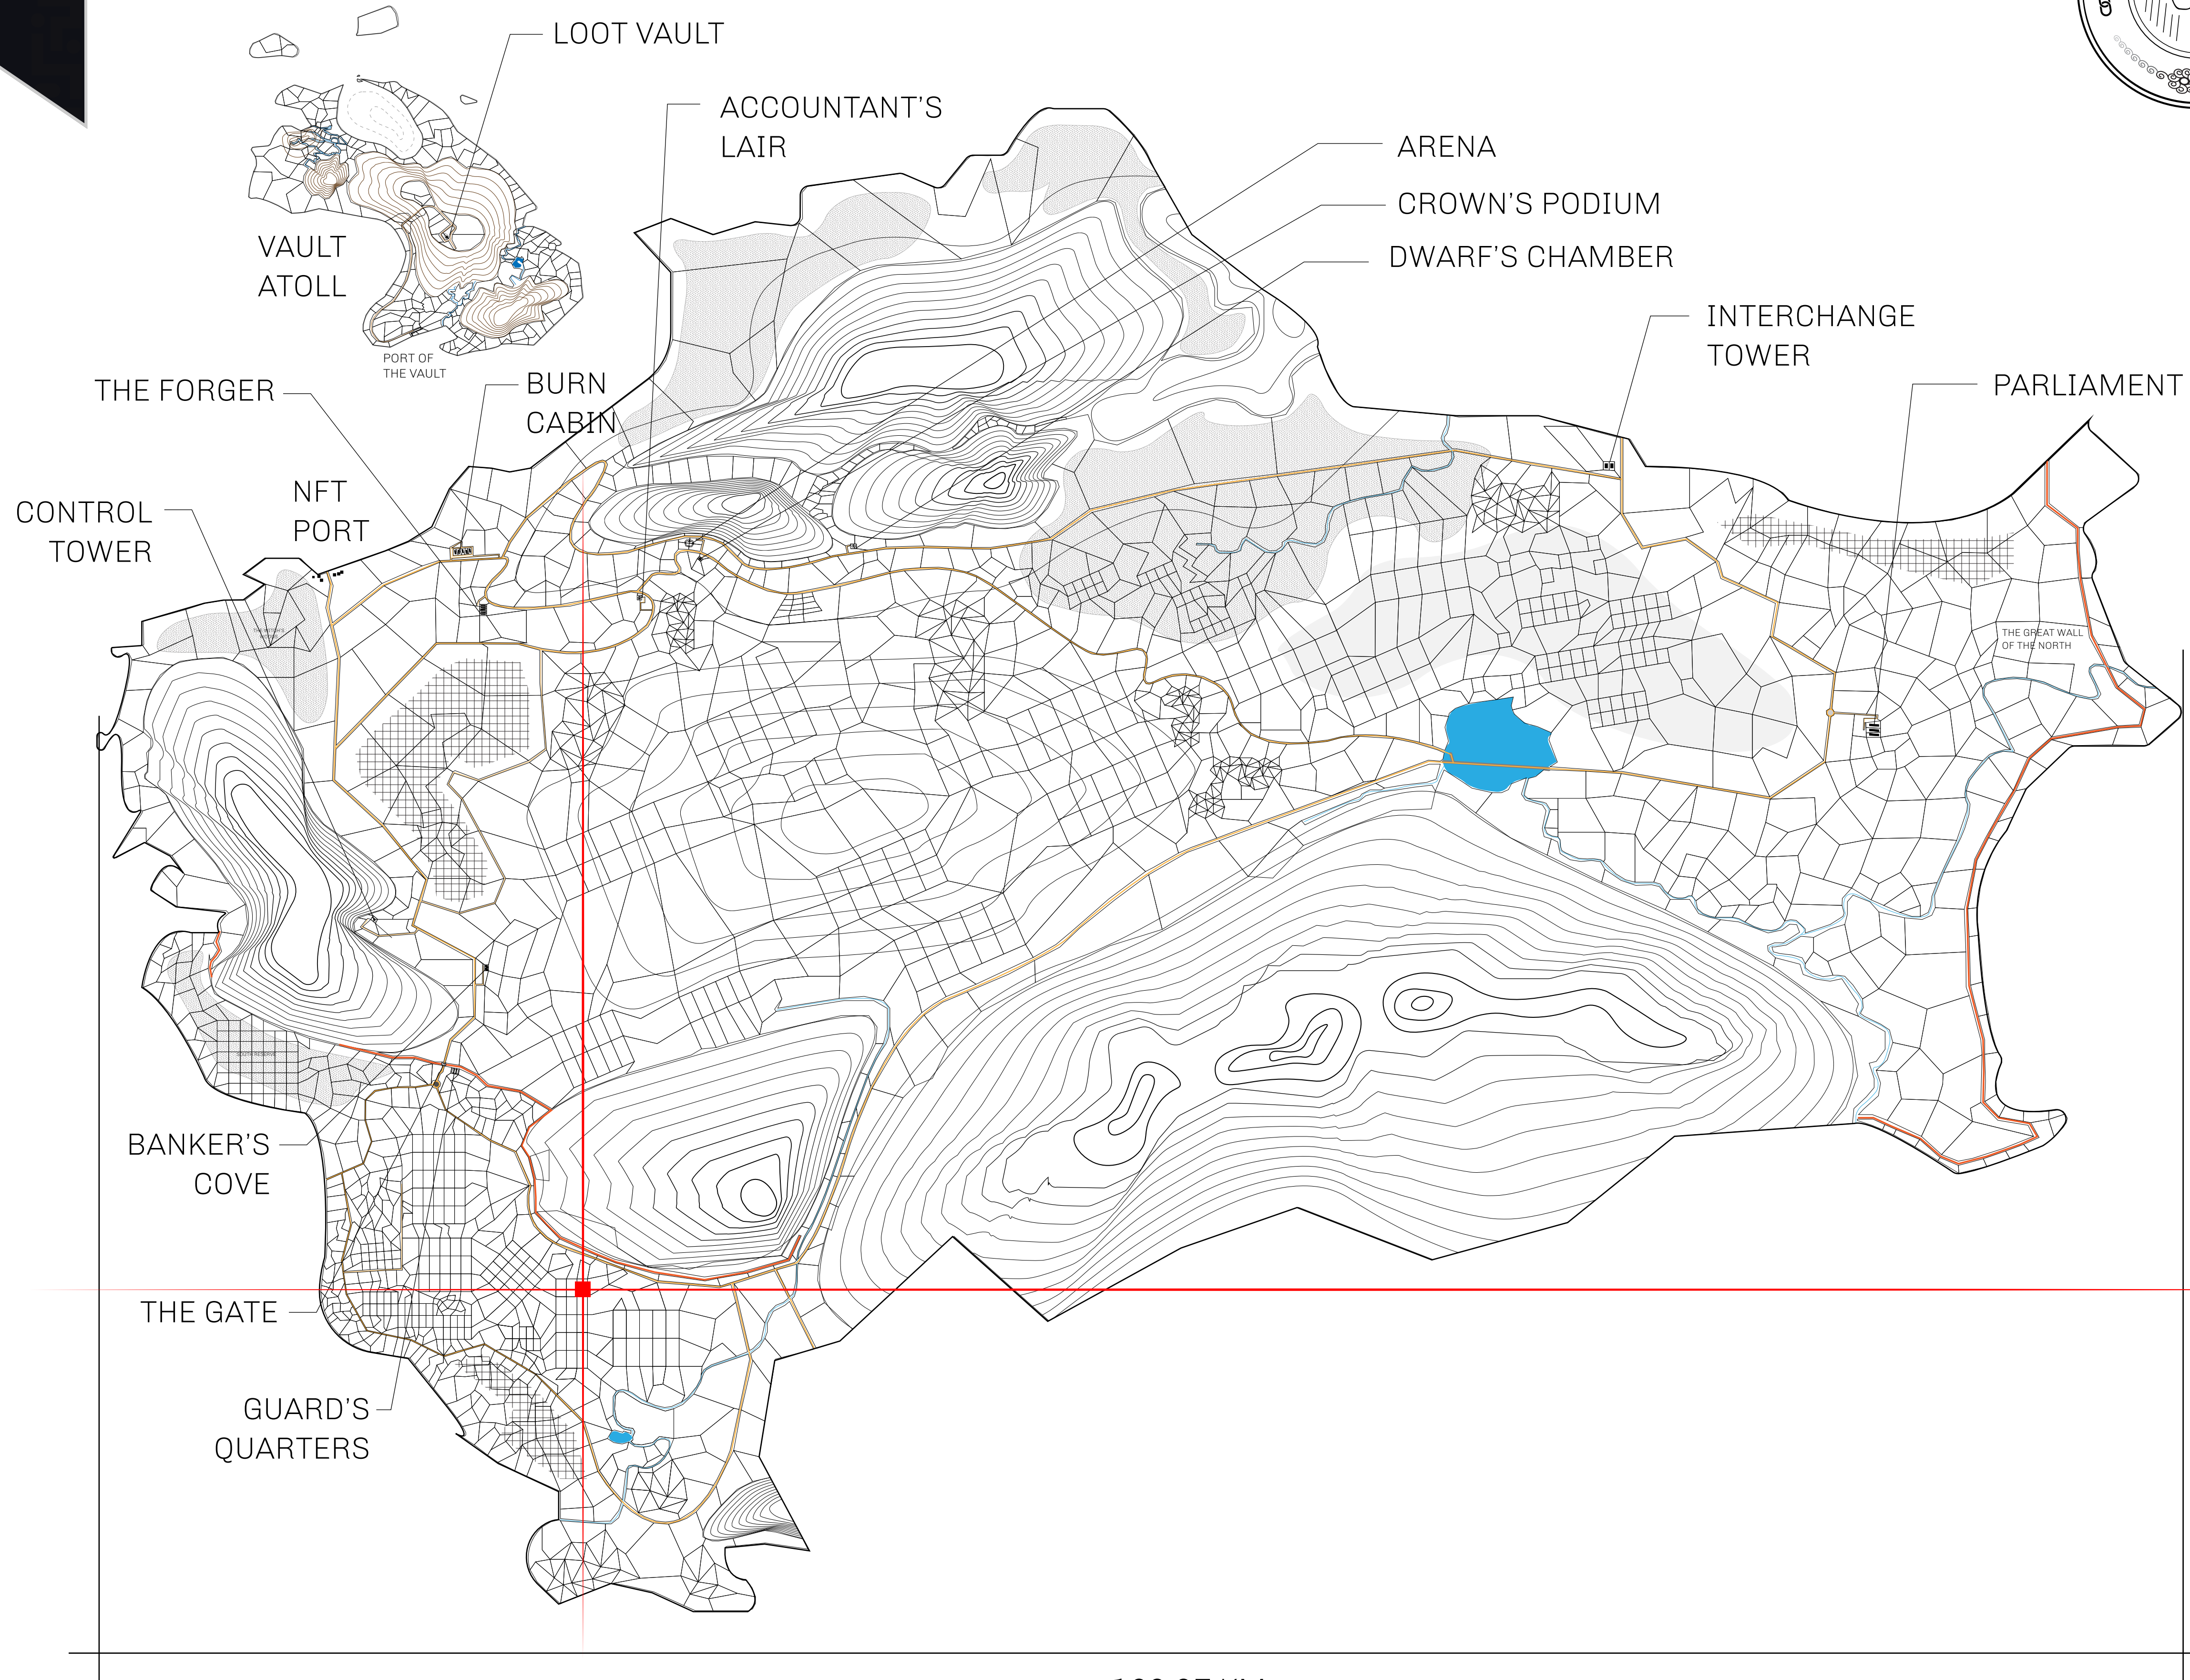 LOOT VAULT
ACCOUNTANT'S
LAIR
ARENA
CROWN'S PODIUM
DWARF'S CHAMBER
VAULT
ATOLL
INTERCHANGE
TOWER
PORT OF
THE VAULT
THE FORGER
BURN
CABIN
PARLIAMENT
NFT
PORT
CONTROL
TOWER
THE GREAT WALL
OF THE NORTH
SOUTH RESERVE
BANKER'S
COVE
THE GATE
GUARD'S
QUARTERS